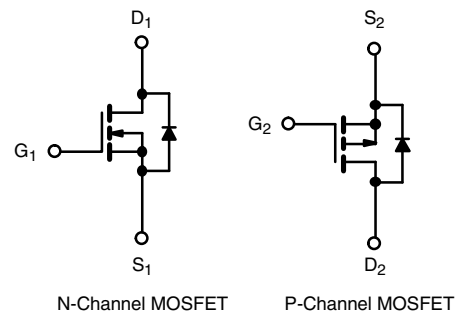 D1
S2
G1
G2
S1
D2
N-Channel MOSFET
P-Channel MOSFET